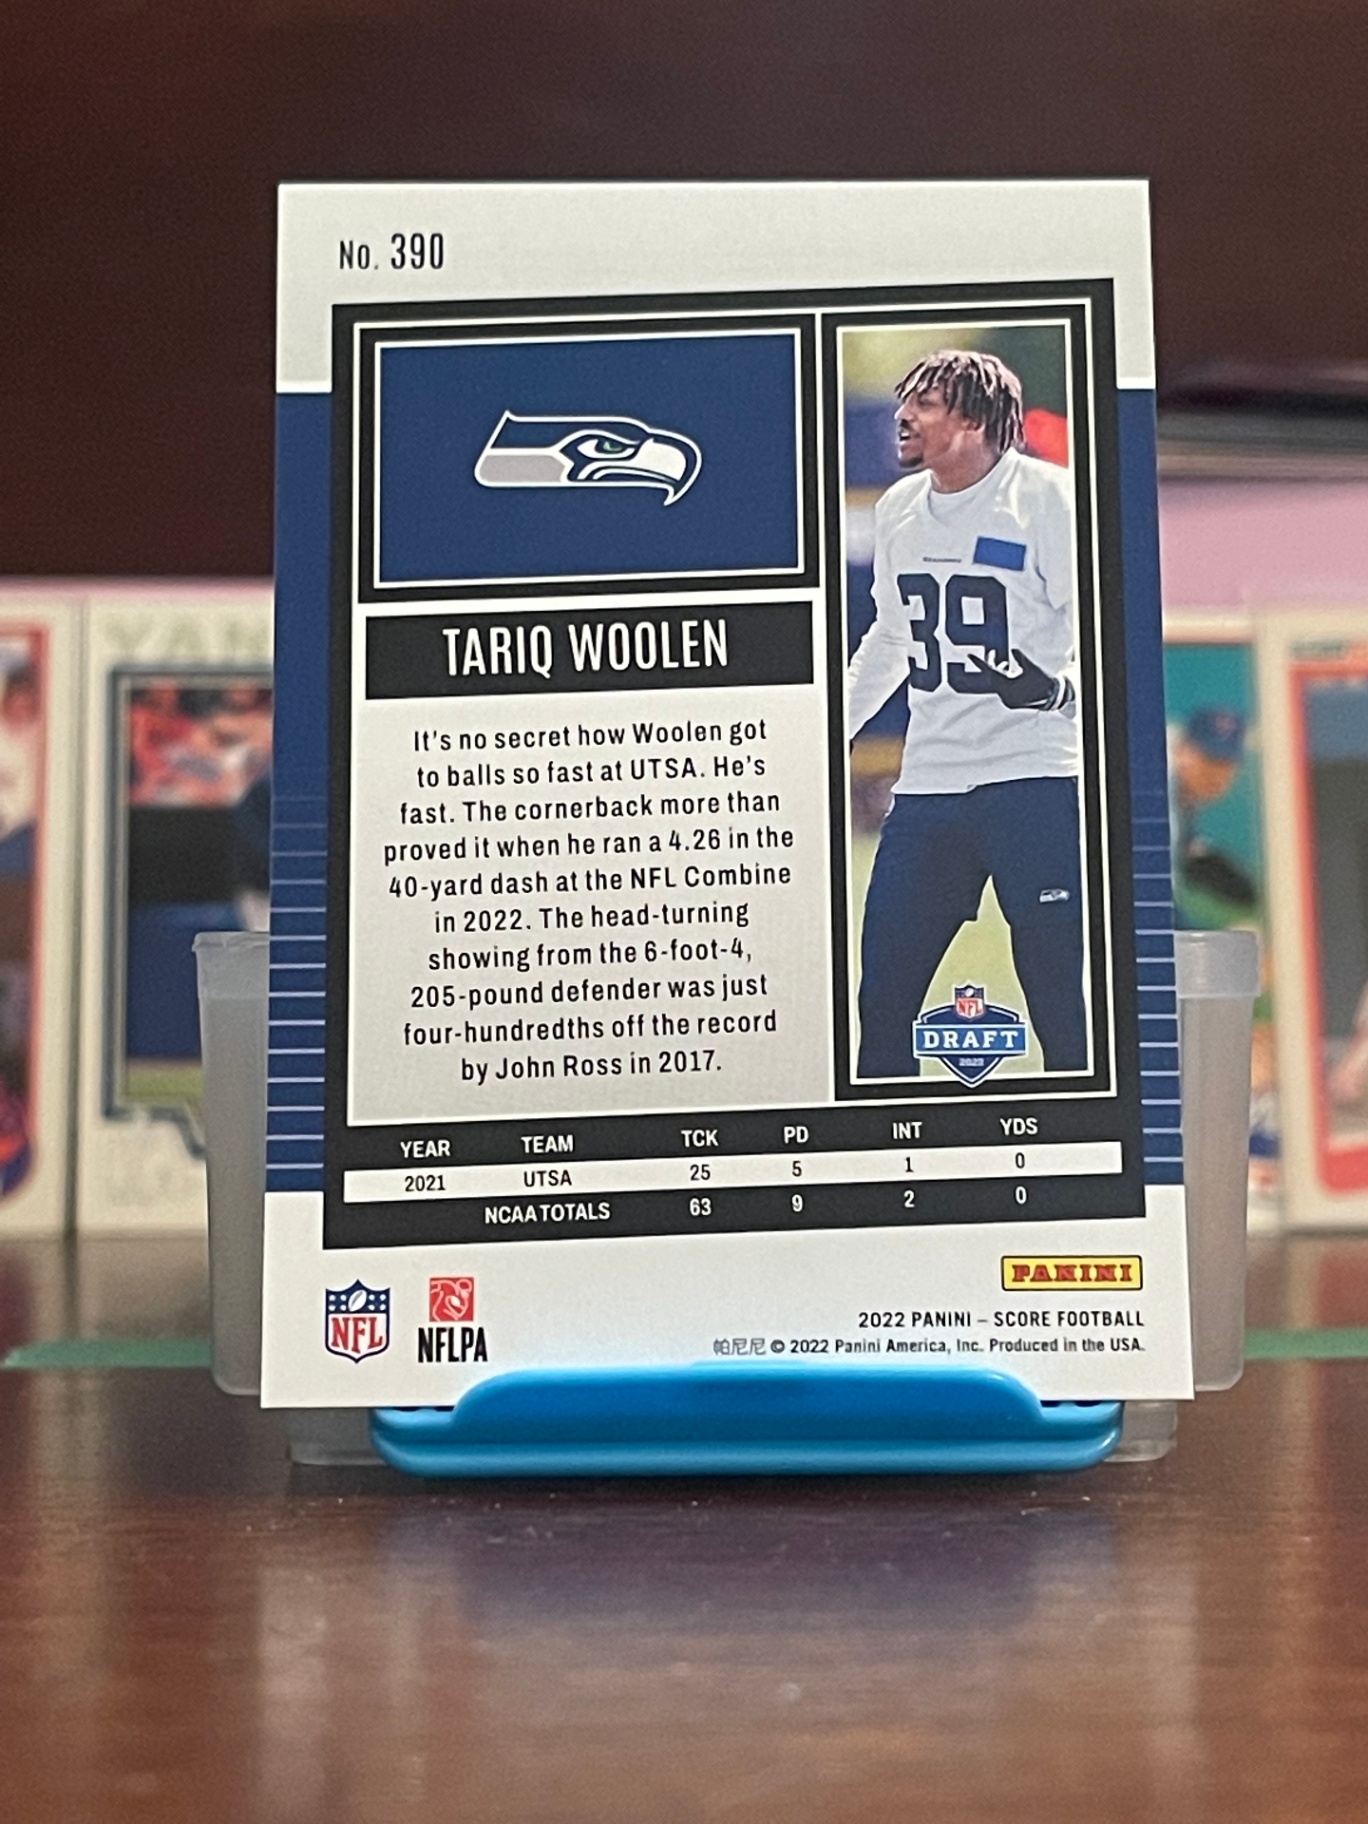 No. 390
TARIQ WOOLEN
It's no secret how Woolen got
to balls so fast at UTSA. He's
fast. The cornerback more than
proved it when he ran a 4.26 in the
40-yard dash at the NFL Combine
in 2022. The head-turning
showing from the 6-foot-4,
205-pound defender was just
four-hundredths off the record
by John Ross in 2017.
39
NFL
DRAFT
2022
YEAR TEAM TCK PD INT YDS
2021 UTSA 25 5 1 0
NCAA TOTALS 63 9 2 0
NFL
NFLPA
PANINI
2022 PANINI – SCORE FOOTBALL
帕尼尼 © 2022 Panini America, Inc. Produced in the USA.